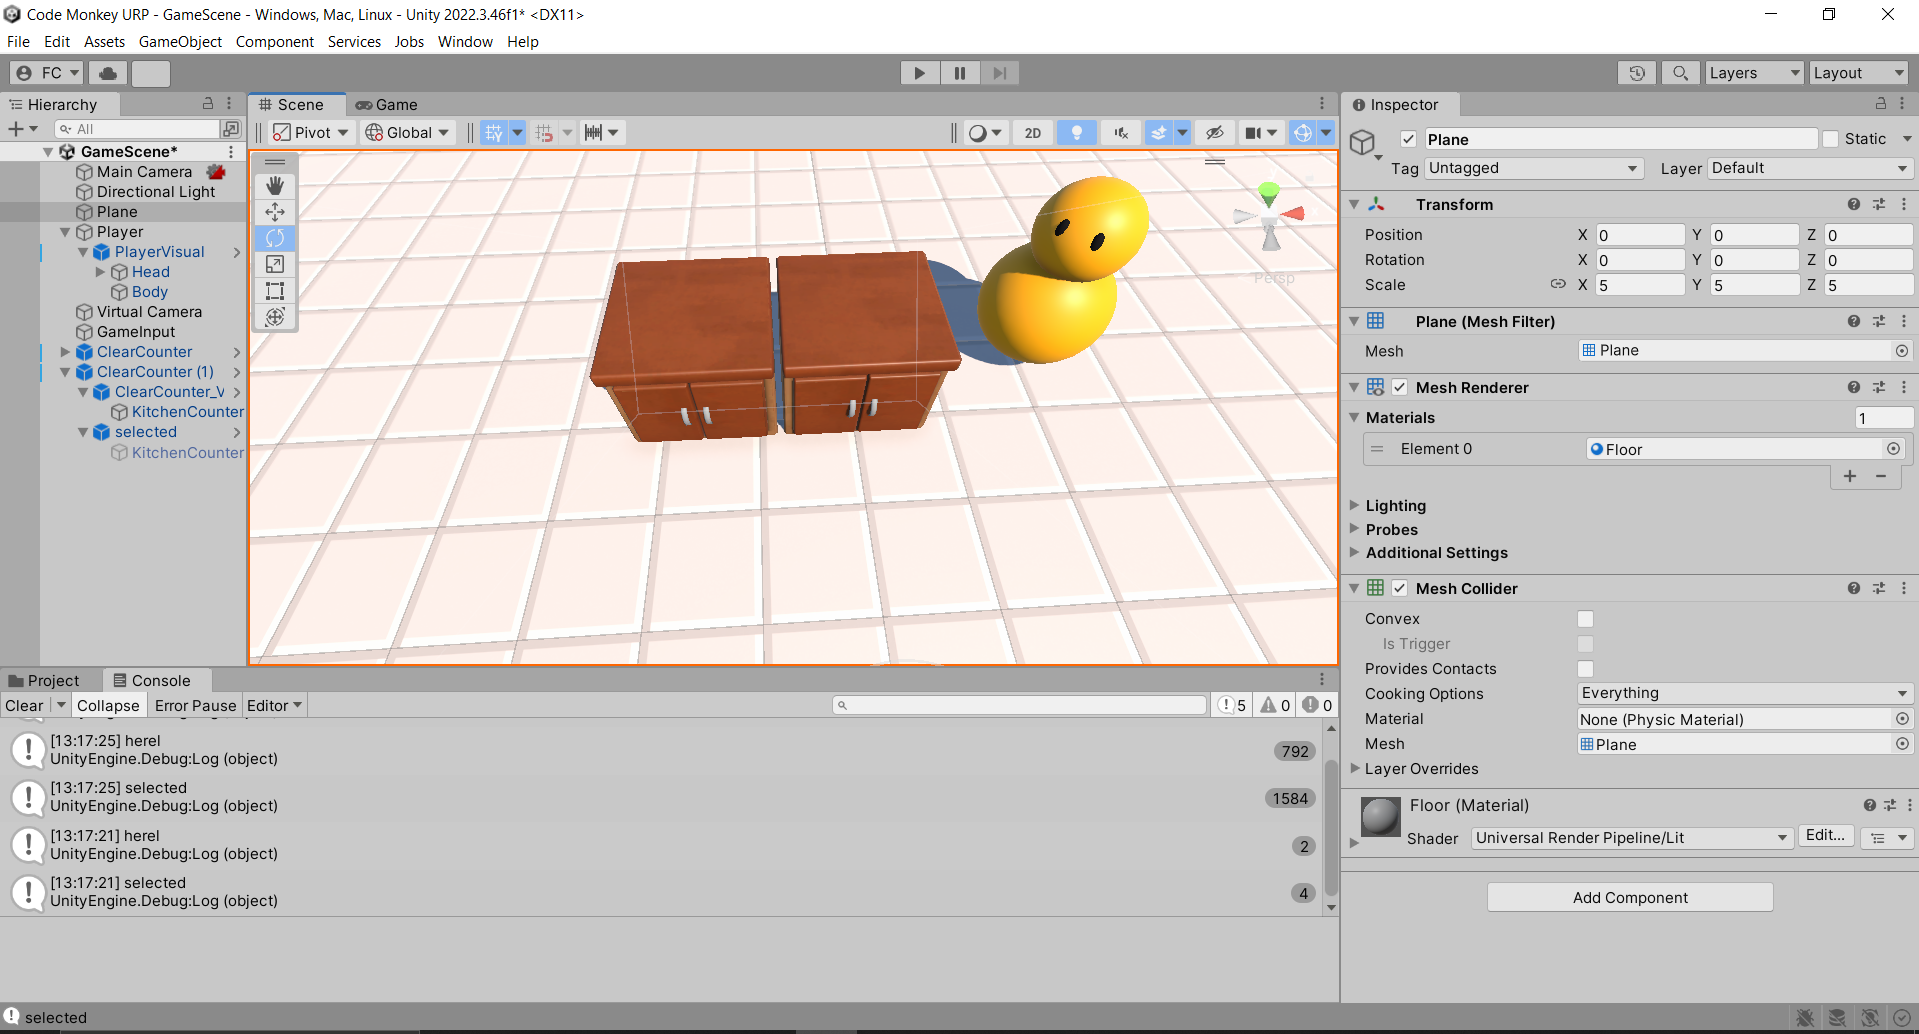 Code Monkey URP - GameScene - Windows, Mac, Linux - Unity 2022.3.46f1* <DX11>
File Edit Assets GameObject Component Services Jobs Window Help
FC
Layers
Layout
Hierarchy
All
GameScene*
Main Camera
Directional Light
Plane
Player
PlayerVisual
Head
Body
Virtual Camera
GameInput
ClearCounter
ClearCounter (1)
ClearCounter_V
KitchenCounter
selected
KitchenCounter
Scene
Game
Pivot
Global
2D
Persp
Inspector
Plane
Static
Tag Untagged Layer Default
Transform
Position X 0 Y 0 Z 0
Rotation X 0 Y 0 Z 0
Scale X 5 Y 5 Z 5
Plane (Mesh Filter)
Mesh Plane
Mesh Renderer
Materials 1
Element 0 Floor
Lighting
Probes
Additional Settings
Mesh Collider
Convex
Is Trigger
Provides Contacts
Cooking Options Everything
Material None (Physic Material)
Mesh Plane
Layer Overrides
Floor (Material)
Shader Universal Render Pipeline/Lit Edit...
Add Component
Project
Console
Clear Collapse Error Pause Editor 5 0 0
[13:17:25] herel
UnityEngine.Debug:Log (object)
792
[13:17:25] selected
UnityEngine.Debug:Log (object)
1584
[13:17:21] herel
UnityEngine.Debug:Log (object)
2
[13:17:21] selected
UnityEngine.Debug:Log (object)
4
selected